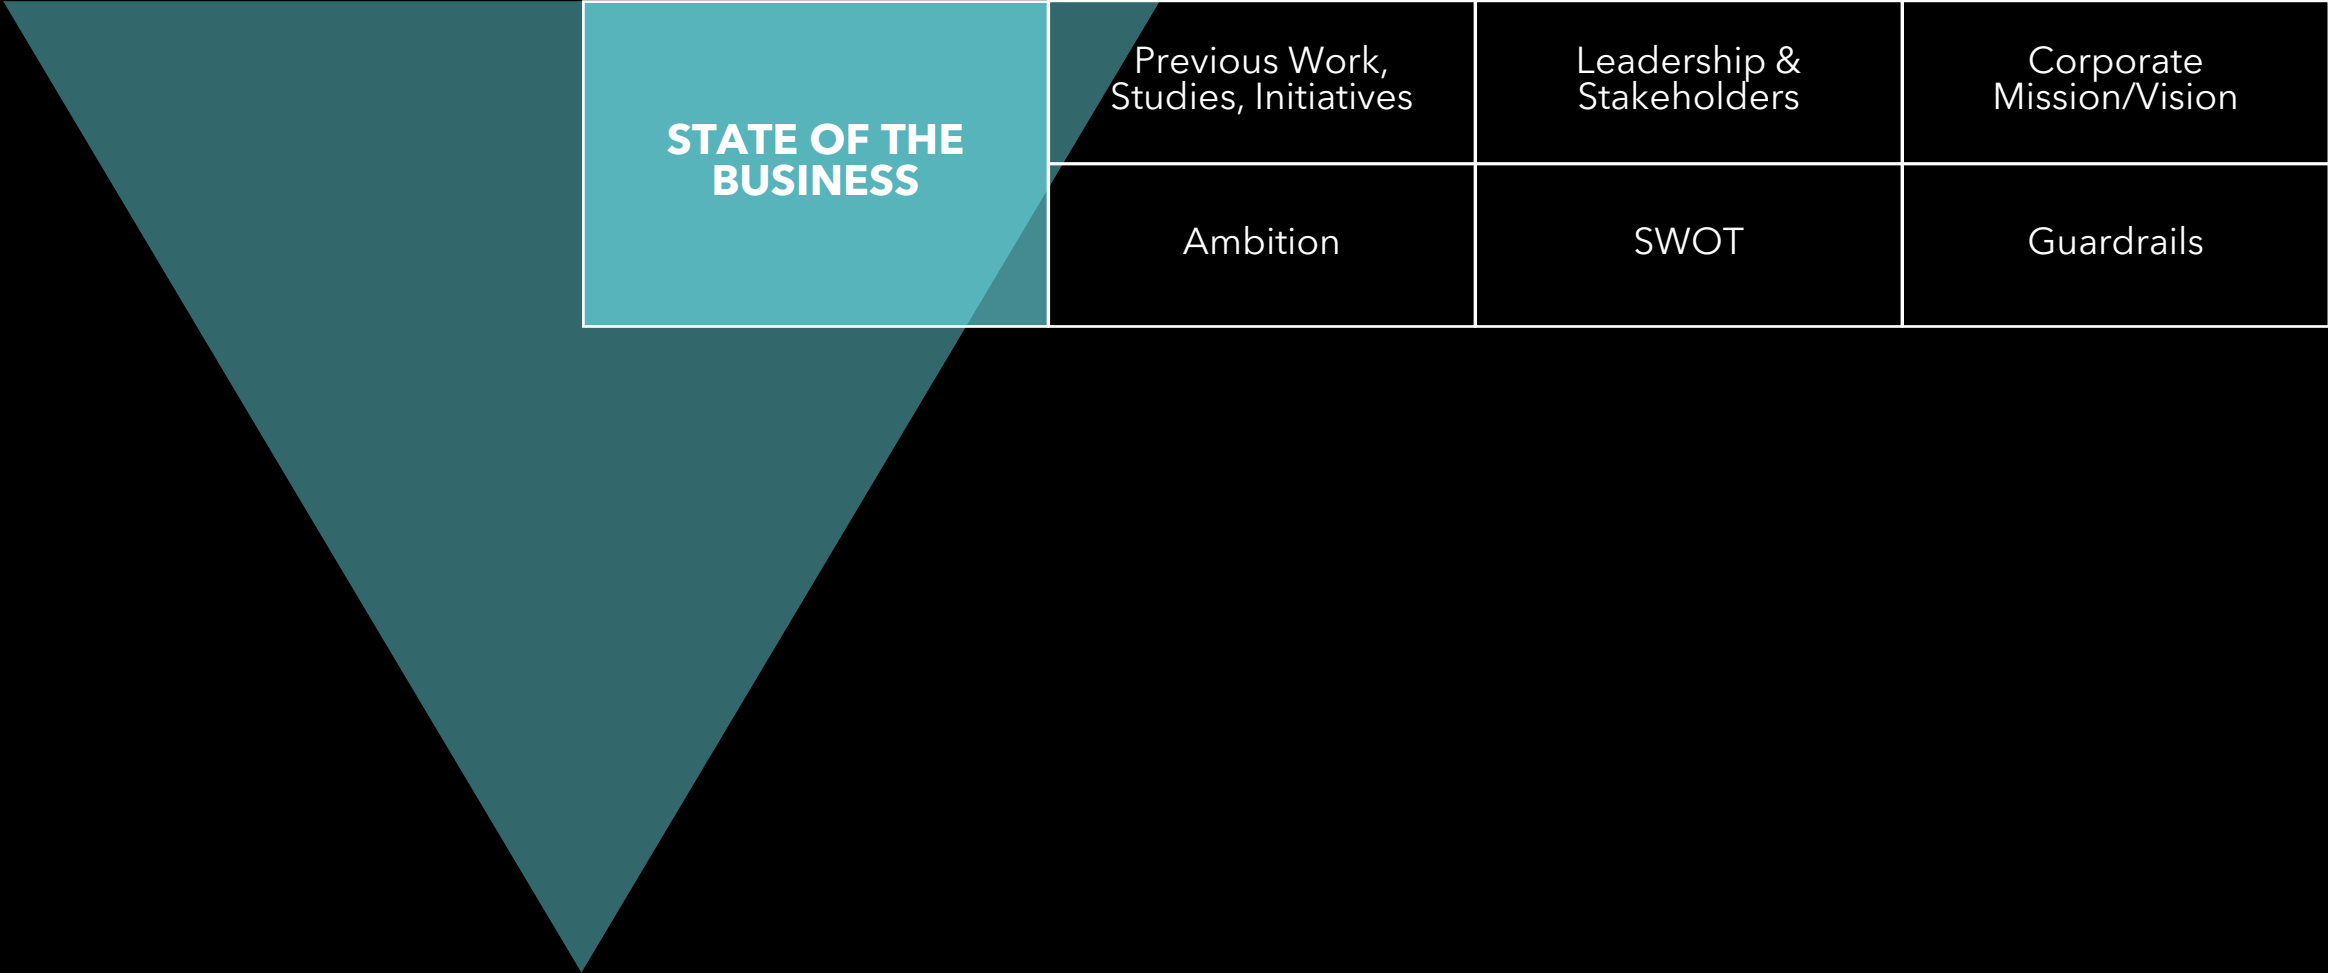 STATE OF THE
BUSINESS
Previous Work,
Studies, Initiatives
Leadership &
Stakeholders
Corporate
Mission/Vision
Ambition
SWOT
Guardrails